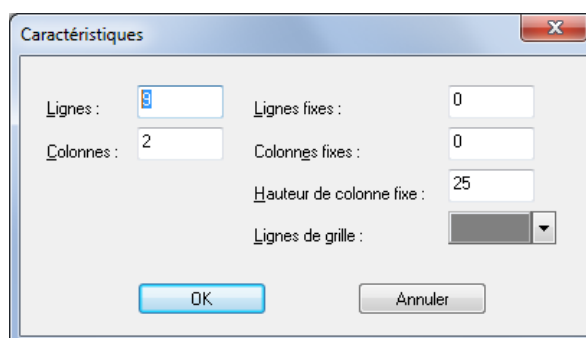 Caractéristiques
Lignes : 9 Lignes fixes : 0
Colonnes : 2 Colonnes fixes : 0
Hauteur de colonne fixe : 25
Lignes de grille :
OK Annuler